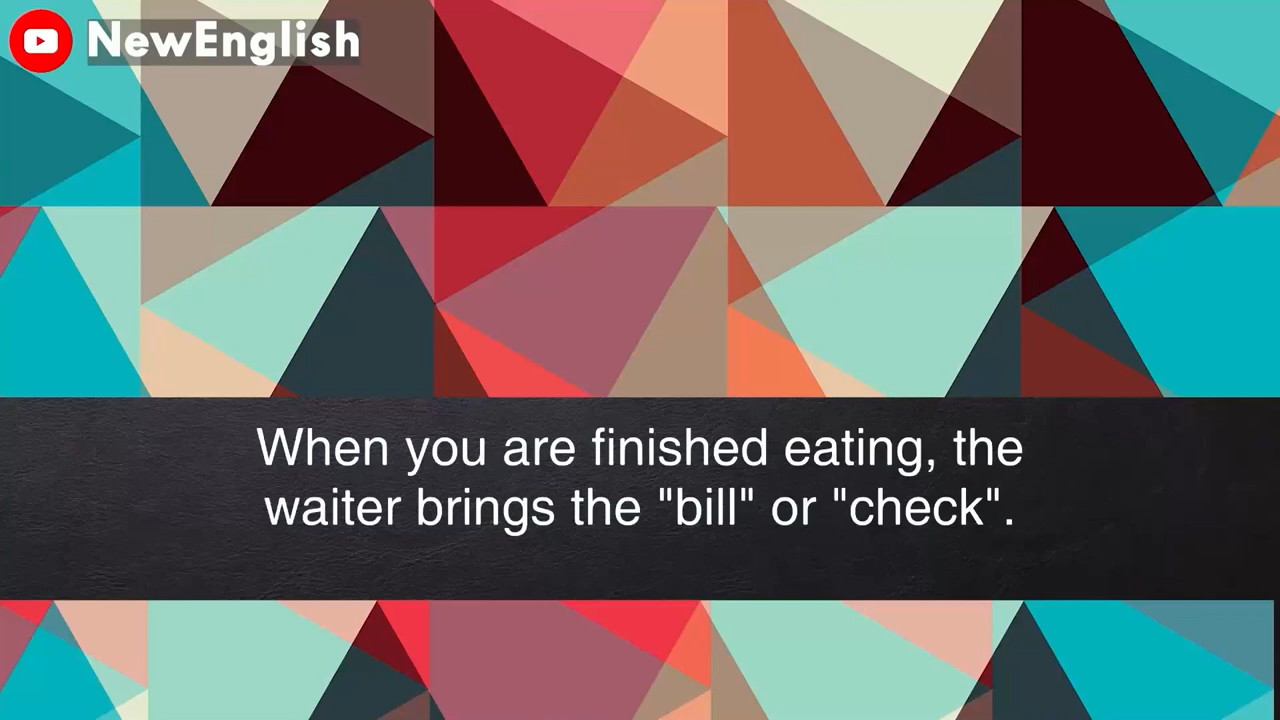 NewEnglish
When you are finished eating, the
waiter brings the "bill" or "check".